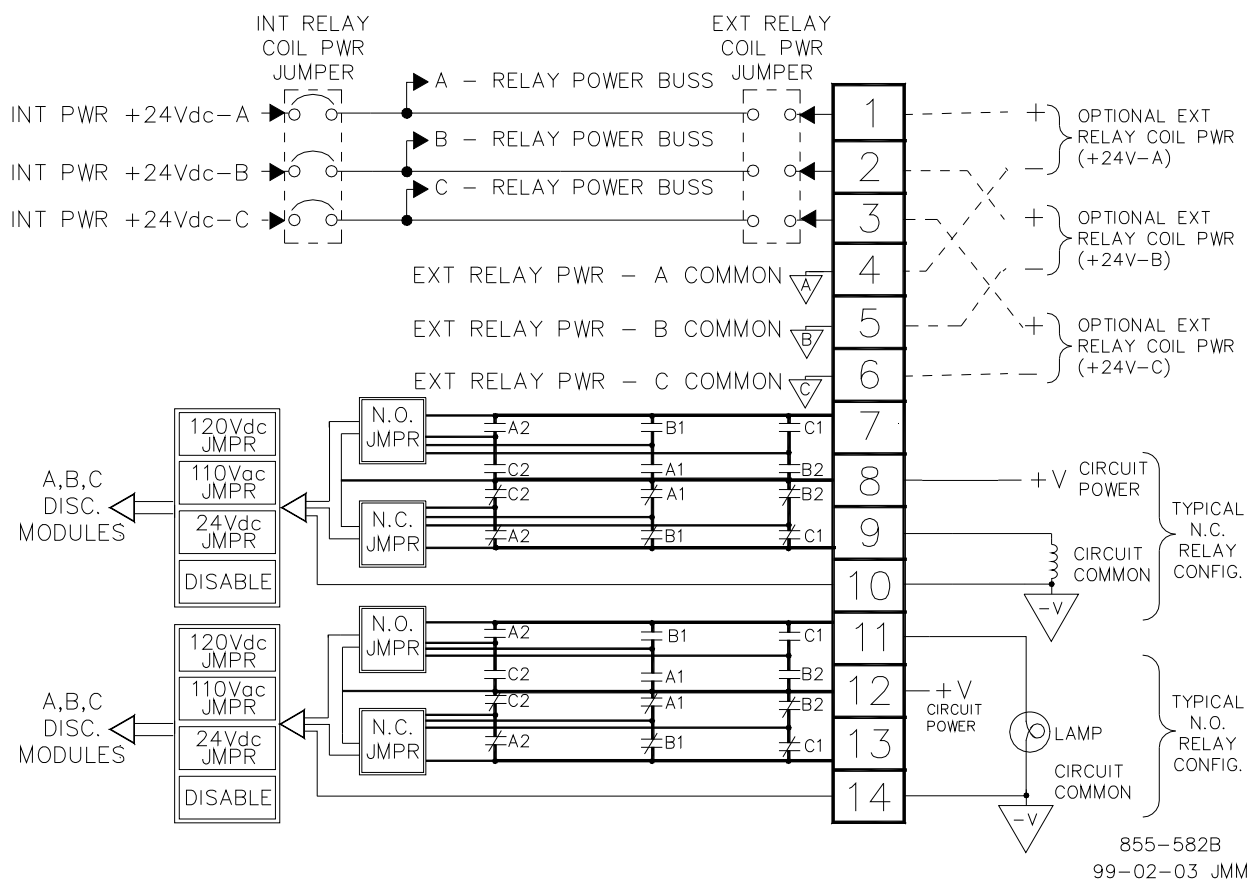 INT RELAY
COIL PWR
JUMPER
EXT RELAY
COIL PWR
JUMPER
A – RELAY POWER BUSS
INT PWR +24Vdc–A
B – RELAY POWER BUSS
INT PWR +24Vdc–B
C – RELAY POWER BUSS
INT PWR +24Vdc–C
1
2
3
4
5
6
7
8
9
10
11
12
13
14
+
–
OPTIONAL EXT
RELAY COIL PWR
(+24V–A)
+
–
OPTIONAL EXT
RELAY COIL PWR
(+24V–B)
+
–
OPTIONAL EXT
RELAY COIL PWR
(+24V–C)
EXT RELAY PWR – A COMMON
A
EXT RELAY PWR – B COMMON
B
EXT RELAY PWR – C COMMON
C
A,B,C
DISC.
MODULES
120Vdc
JMPR
110Vac
JMPR
24Vdc
JMPR
DISABLE
N.O.
JMPR
N.C.
JMPR
A2 B1 C1
C2 A1 B2
C2 A1 B2
A2 B1 C1
+V CIRCUIT
POWER
CIRCUIT
COMMON
–V
TYPICAL
N.C.
RELAY
CONFIG.
A,B,C
DISC.
MODULES
120Vdc
JMPR
110Vac
JMPR
24Vdc
JMPR
DISABLE
N.O.
JMPR
N.C.
JMPR
A2 B1 C1
C2 A1 B2
C2 A1 B2
A2 B1 C1
+V
CIRCUIT
POWER
LAMP
CIRCUIT
COMMON
–V
TYPICAL
N.O.
RELAY
CONFIG.
855–582B
99–02–03 JMM